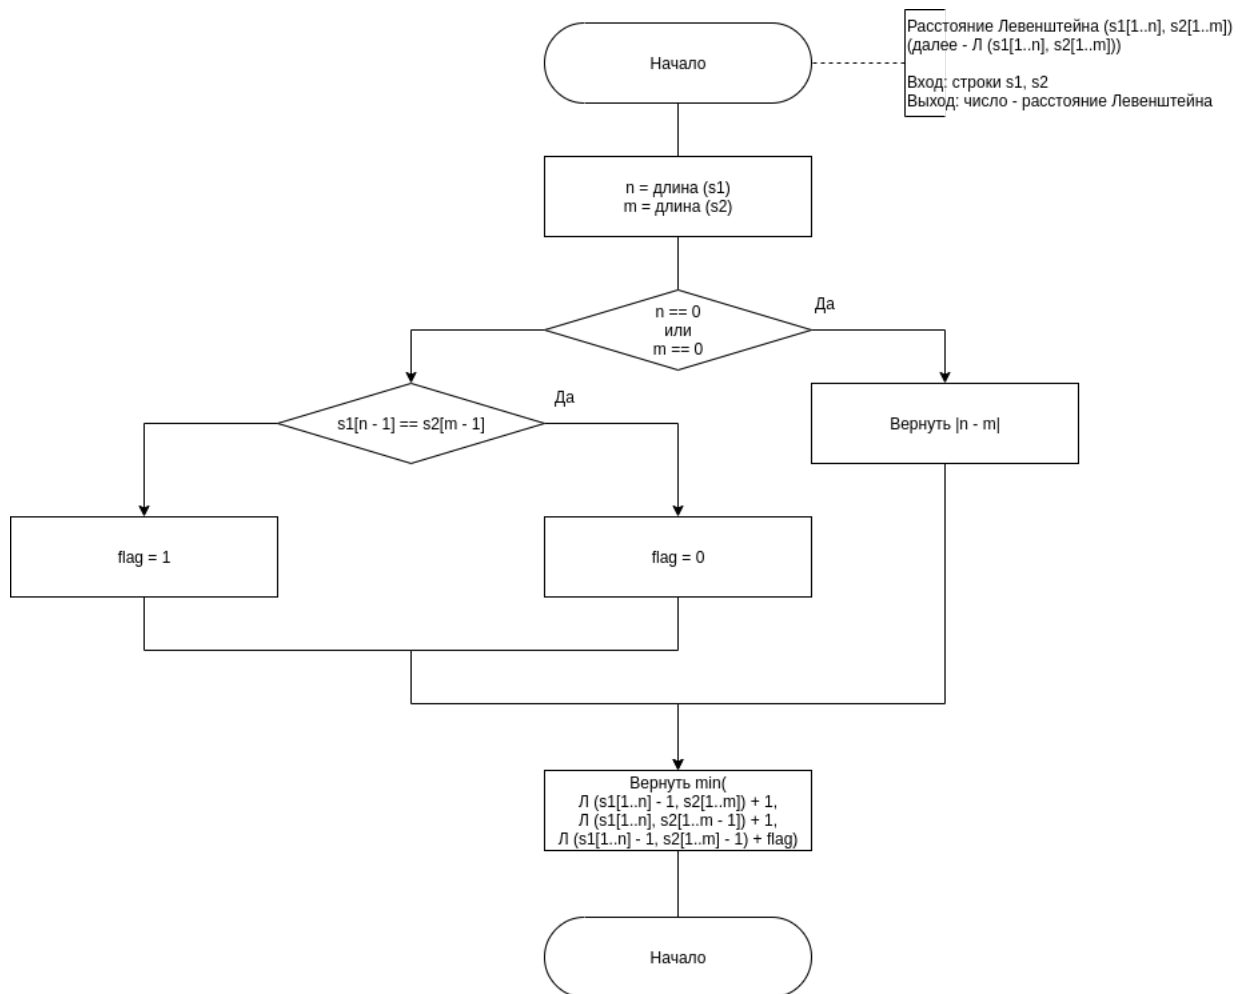 Начало
Расстояние Левенштейна (s1[1..n], s2[1..m])
(далее - Л (s1[1..n], s2[1..m]))
Вход: строки s1, s2
Выход: число - расстояние Левенштейна
n = длина (s1)
m = длина (s2)
n == 0
или
m == 0
Да
s1[n - 1] == s2[m - 1]
Да
Вернуть |n - m|
flag = 1
flag = 0
Вернуть min(
Л (s1[1..n] - 1, s2[1..m]) + 1,
Л (s1[1..n], s2[1..m - 1]) + 1,
Л (s1[1..n] - 1, s2[1..m] - 1) + flag)
Начало